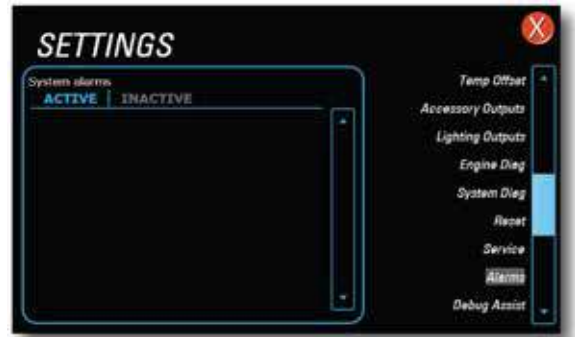 SETTINGS
X
System alarms
ACTIVE INACTIVE
Temp Offset
Accessory Outputs
Lighting Outputs
Engine Diag
System Diag
Reset
Service
Alarms
Debug Assist